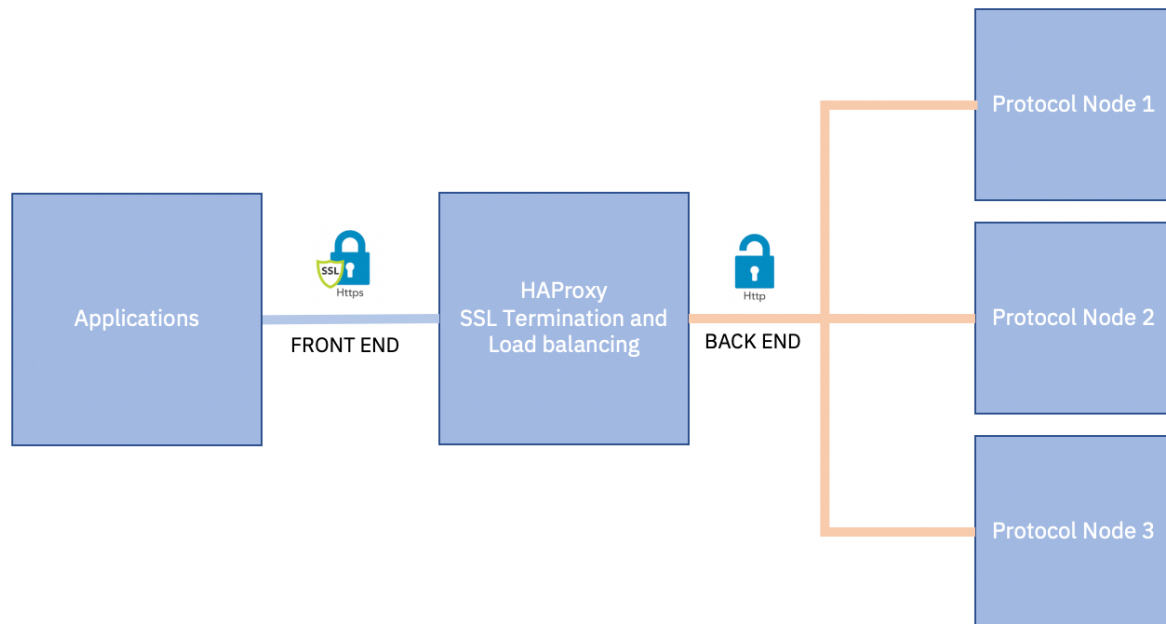 Applications
SSL
Https
FRONT END
HAProxy
SSL Termination and
Load balancing
Http
BACK END
Protocol Node 1
Protocol Node 2
Protocol Node 3